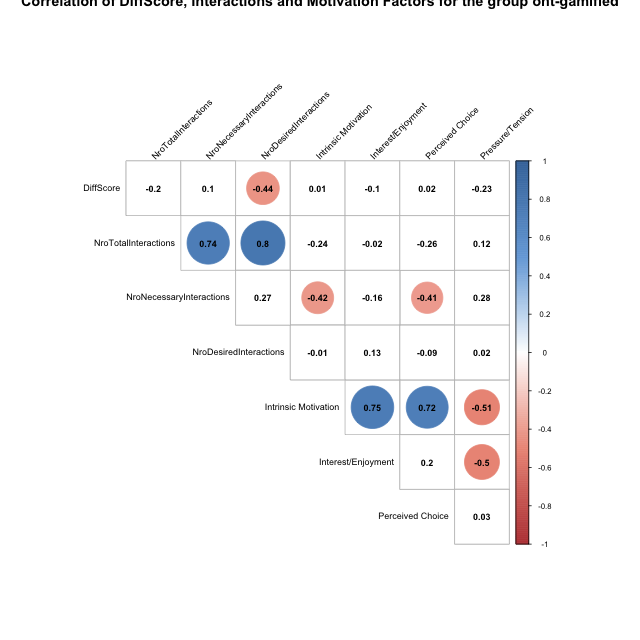 Correlation of DiffScore, Interactions and Motivation Factors for the group ont-gamified
NroTotalInteractions
NroNecessaryInteractions
NroDesiredInteractions
Intrinsic Motivation
Interest/Enjoyment
Perceived Choice
Pressure/Tension
DiffScore -0.2 0.1 -0.44 0.01 -0.1 0.02 -0.23
NroTotalInteractions 0.74 0.8 -0.24 -0.02 -0.26 0.12
NroNecessaryInteractions 0.27 -0.42 -0.16 -0.41 0.28
NroDesiredInteractions -0.01 0.13 -0.09 0.02
Intrinsic Motivation 0.75 0.72 -0.51
Interest/Enjoyment 0.2 -0.5
Perceived Choice 0.03
1
0.8
0.6
0.4
0.2
0
-0.2
-0.4
-0.6
-0.8
-1